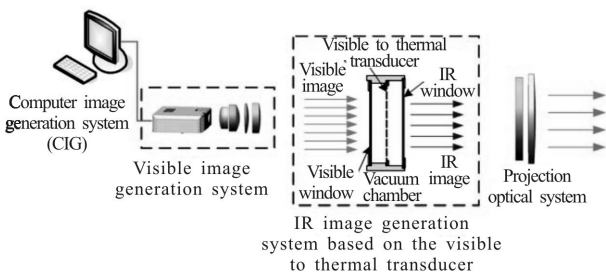 Computer image
generation system
(CIG)
Visible image
generation system
Visible to thermal
transducer
Visible
image
IR
window
Visible
window
Vacuum
chamber
IR
image
IR image generation
system based on the visible
to thermal transducer
Projection
optical system